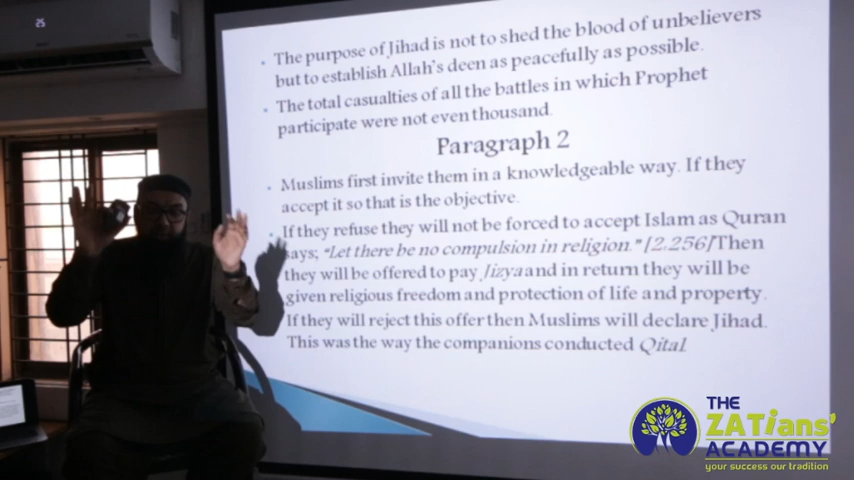 The purpose of Jihad is not to shed the blood of unbelievers
but to establish Allah's deen as peacefully as possible.
The total casualties of all the battles in which Prophet
participate were not even thousand.
Paragraph 2
Muslims first invite them in a knowledgeable way. If they
accept it so that is the objective.
If they refuse they will not be forced to accept Islam as Quran
says; "Let there be no compulsion in religion." [2.256]Then
they will be offered to pay Jizya and in return they will be
given religious freedom and protection of life and property.
If they will reject this offer then Muslims will declare Jihad.
This was the way the companions conducted Qital.
THE
ZATians'
ACADEMY
your success our tradition